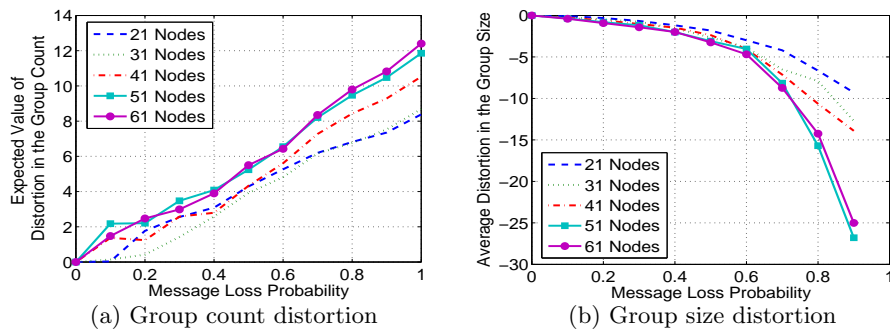 14
12
10
8
6
4
2
0
Expected Value of
Distortion in the Group Count
21 Nodes
31 Nodes
41 Nodes
51 Nodes
61 Nodes
0 0.2 0.4 0.6 0.8 1
Message Loss Probability
(a) Group count distortion
0
−5
−10
−15
−20
−25
−30
Average Distortion in the Group Size
21 Nodes
31 Nodes
41 Nodes
51 Nodes
61 Nodes
0 0.2 0.4 0.6 0.8 1
Message Loss Probability
(b) Group size distortion